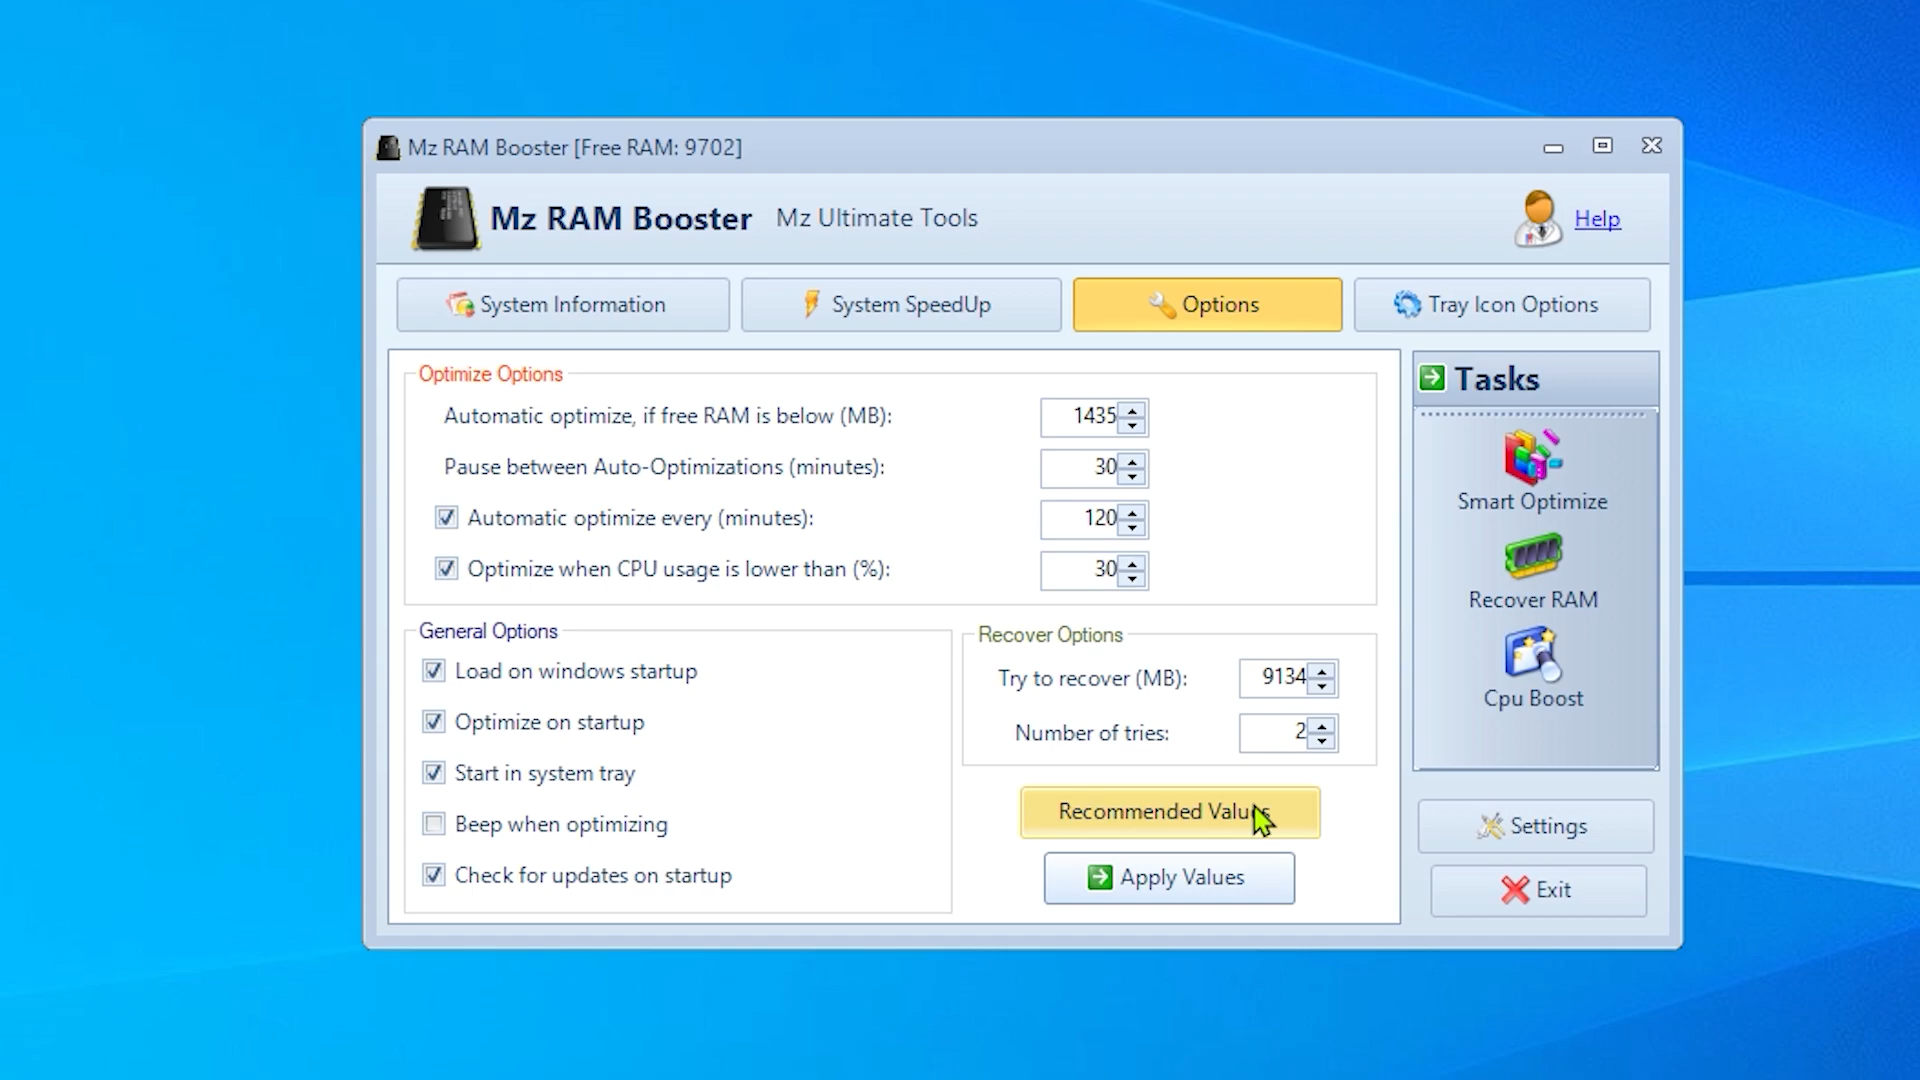 Mz RAM Booster [Free RAM: 9702]
Mz RAM Booster Mz Ultimate Tools Help
System Information System SpeedUp Options Tray Icon Options
Optimize Options
Automatic optimize, if free RAM is below (MB): 1435
Pause between Auto-Optimizations (minutes): 30
Automatic optimize every (minutes): 120
Optimize when CPU usage is lower than (%): 30
General Options
Load on windows startup
Optimize on startup
Start in system tray
Beep when optimizing
Check for updates on startup
Recover Options
Try to recover (MB): 9134
Number of tries: 2
Recommended Values
Apply Values
Tasks
Smart Optimize
Recover RAM
Cpu Boost
Settings
Exit